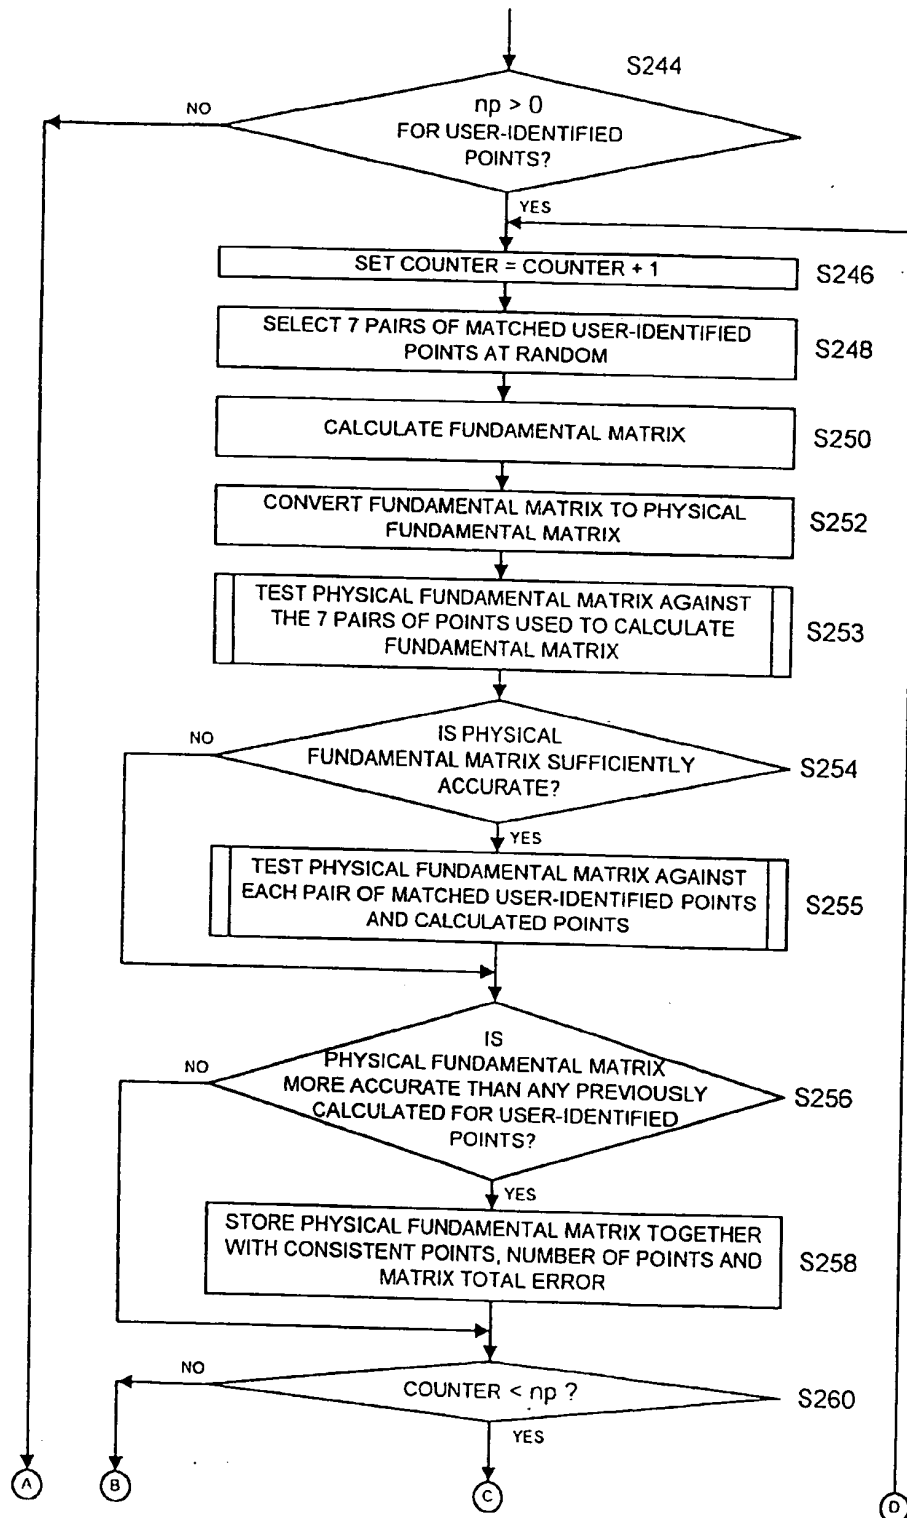 S244
NO
np > 0
FOR USER-IDENTIFIED
POINTS?
YES
SET COUNTER = COUNTER + 1
S246
SELECT 7 PAIRS OF MATCHED USER-IDENTIFIED
POINTS AT RANDOM
S248
CALCULATE FUNDAMENTAL MATRIX
S250
CONVERT FUNDAMENTAL MATRIX TO PHYSICAL
FUNDAMENTAL MATRIX
S252
TEST PHYSICAL FUNDAMENTAL MATRIX AGAINST
THE 7 PAIRS OF POINTS USED TO CALCULATE
FUNDAMENTAL MATRIX
S253
NO
IS PHYSICAL
FUNDAMENTAL MATRIX SUFFICIENTLY
ACCURATE?
S254
YES
TEST PHYSICAL FUNDAMENTAL MATRIX AGAINST
EACH PAIR OF MATCHED USER-IDENTIFIED POINTS
AND CALCULATED POINTS
S255
IS
PHYSICAL FUNDAMENTAL MATRIX
MORE ACCURATE THAN ANY PREVIOUSLY
CALCULATED FOR USER-IDENTIFIED
POINTS?
NO
S256
YES
STORE PHYSICAL FUNDAMENTAL MATRIX TOGETHER
WITH CONSISTENT POINTS, NUMBER OF POINTS AND
MATRIX TOTAL ERROR
S258
NO
COUNTER < np ?
S260
YES
A
B
C
D